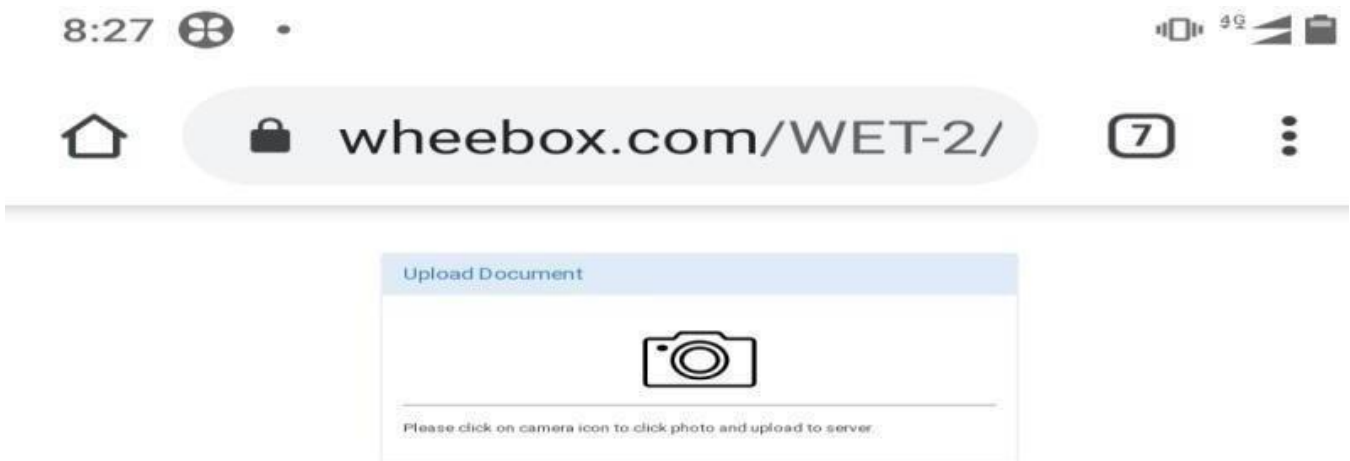 8:27
4G
wheebox.com/WET-2/
7
Upload Document
Please click on camera icon to click photo and upload to server.